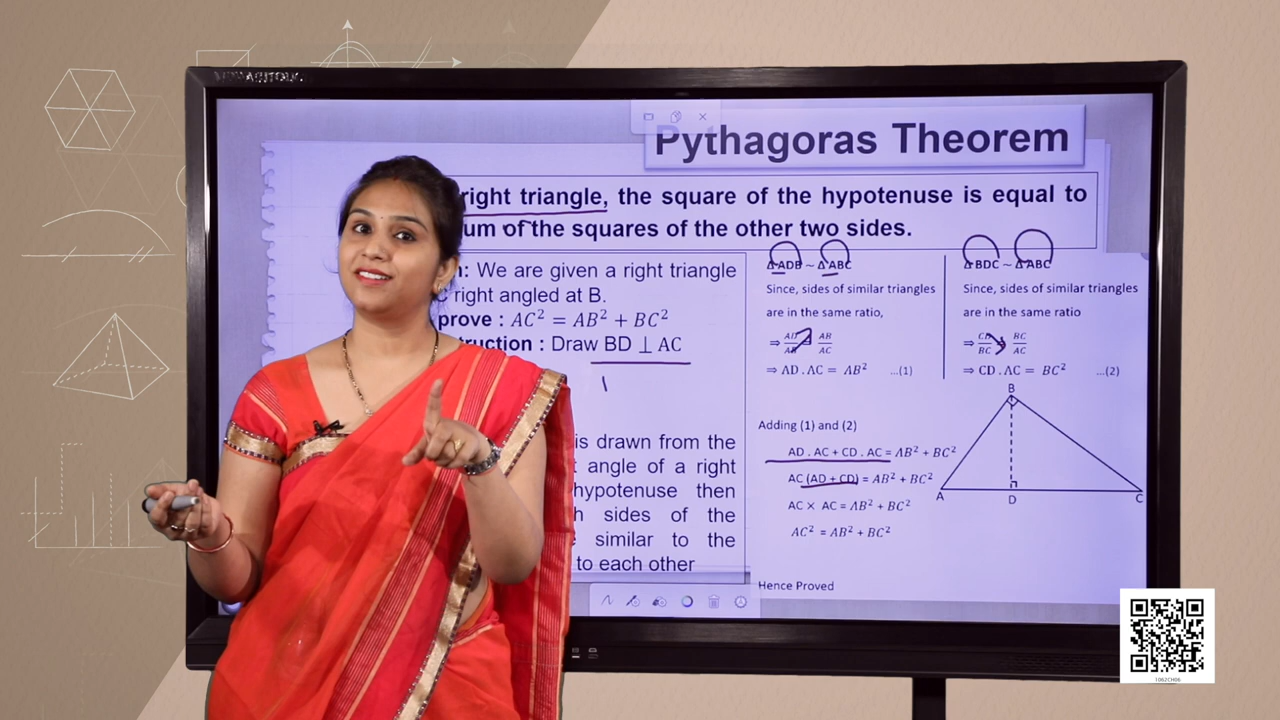 Pythagoras Theorem
right triangle, the square of the hypotenuse is equal to
um of the squares of the other two sides.
n: We are given a right triangle
C right angled at B.
prove : AC² = AB² + BC²
truction : Draw BD ⊥ AC
is drawn from the
t angle of a right
hypotenuse then
h sides of the
similar to the
to each other
Δ ADB ~ Δ ABC
Since, sides of similar triangles
are in the same ratio,
⇒ AD/AB = AB/AC
⇒ AD . AC = AB² ...(1)
Δ BDC ~ Δ ABC
Since, sides of similar triangles
are in the same ratio
⇒ CD/BC = BC/AC
⇒ CD . AC = BC² ...(2)
Adding (1) and (2)
AD . AC + CD . AC = AB² + BC²
AC (AD + CD) = AB² + BC²
AC × AC = AB² + BC²
AC² = AB² + BC²
Hence Proved
B
A
D
C
1062CH06